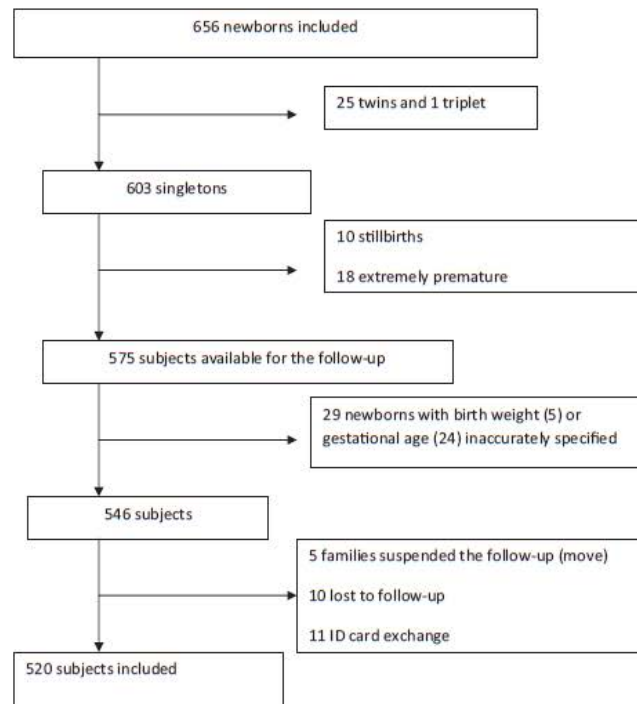 656 newborns included
25 twins and 1 triplet
603 singletons
10 stillbirths
18 extremely premature
575 subjects available for the follow-up
29 newborns with birth weight (5) or
gestational age (24) inaccurately specified
546 subjects
5 families suspended the follow-up (move)
10 lost to follow-up
11 ID card exchange
520 subjects included